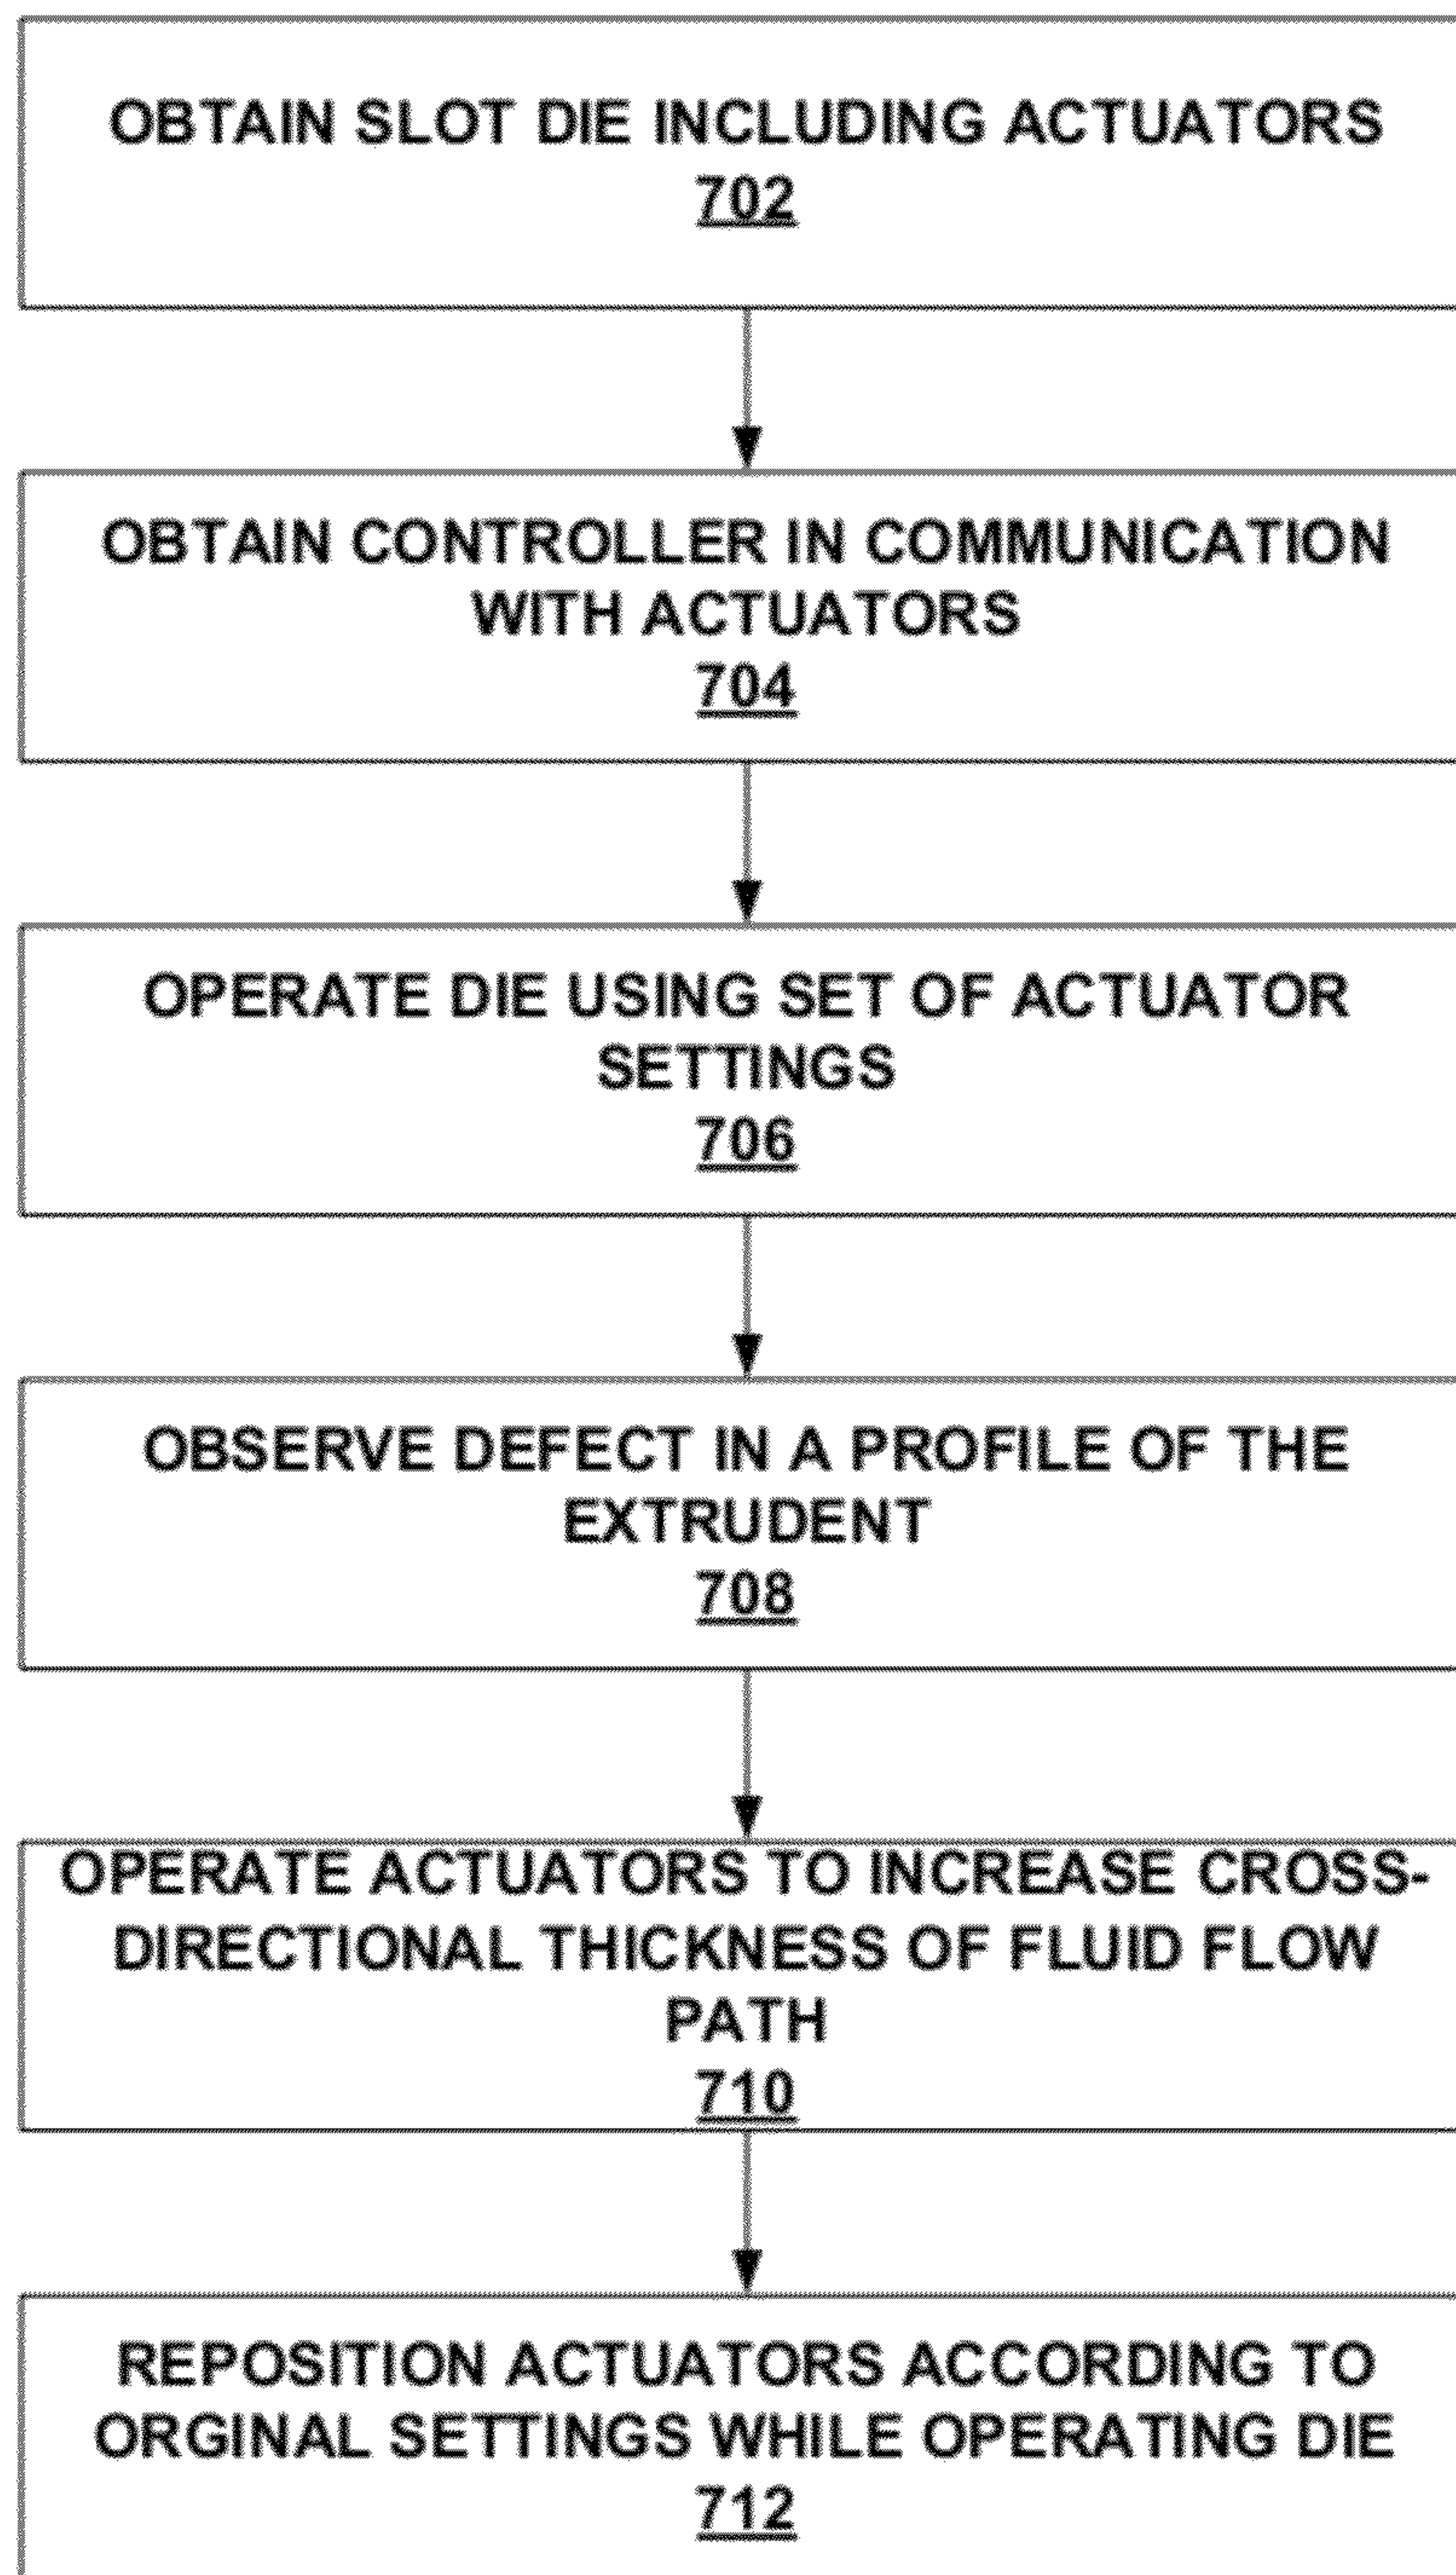 OBTAIN SLOT DIE INCLUDING ACTUATORS
702
OBTAIN CONTROLLER IN COMMUNICATION
WITH ACTUATORS
704
OPERATE DIE USING SET OF ACTUATOR
SETTINGS
706
OBSERVE DEFECT IN A PROFILE OF THE
EXTRUDENT
708
OPERATE ACTUATORS TO INCREASE CROSS-
DIRECTIONAL THICKNESS OF FLUID FLOW
PATH
710
REPOSITION ACTUATORS ACCORDING TO
ORGINAL SETTINGS WHILE OPERATING DIE
712